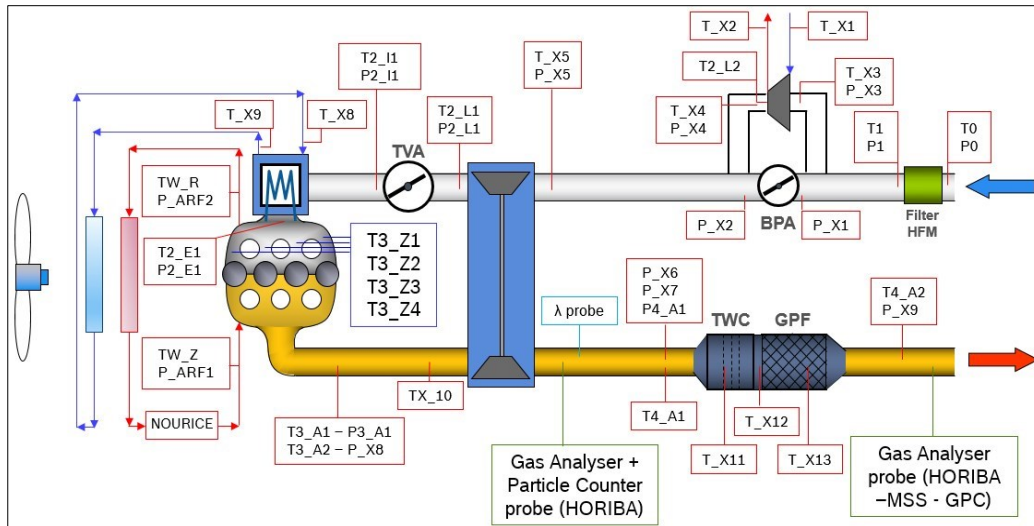 T_X2
T_X1
T2_I1
P2_I1
T_X5
P_X5
T2_L2
T_X3
P_X3
T_X9
T_X8
T2_L1
P2_L1
T_X4
P_X4
T1
P1
T0
P0
TVA
TW_R
P_ARF2
P_X2
BPA
P_X1
Filter
HFM
T2_E1
P2_E1
T3_Z1
T3_Z2
T3_Z3
T3_Z4
λ probe
P_X6
P_X7
P4_A1
TWC
GPF
T4_A2
P_X9
TW_Z
P_ARF1
TX_10
NOURICE
T3_A1 – P3_A1
T3_A2 – P_X8
T4_A1
T_X12
T_X11
T_X13
Gas Analyser +
Particle Counter
probe
(HORIBA)
Gas Analyser
probe (HORIBA
–MSS - GPC)